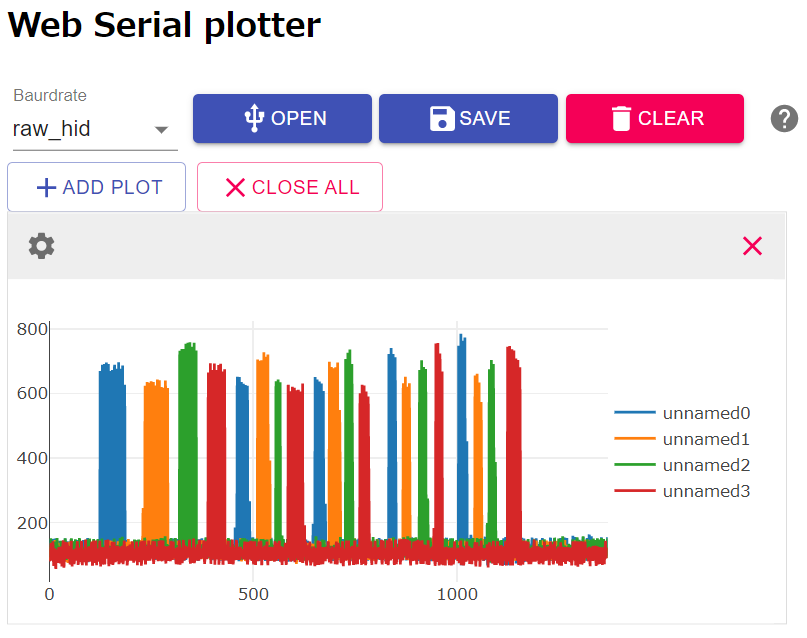 Web Serial plotter
Baurdrate
raw_hid
OPEN
SAVE
CLEAR
?
ADD PLOT
CLOSE ALL
800
600
400
200
0
500
1000
unnamed0
unnamed1
unnamed2
unnamed3